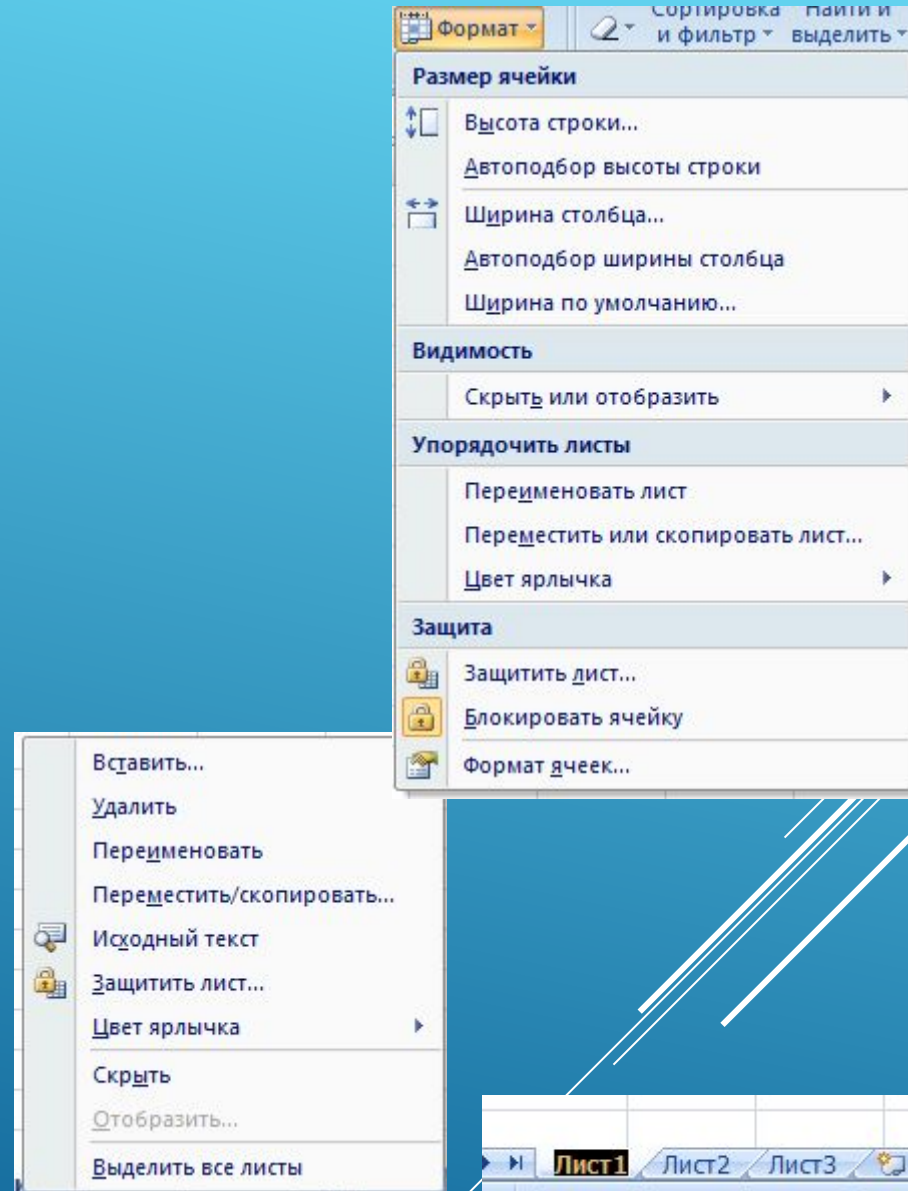 Формат
Сортировка
и фильтр
Найти и
выделить
Размер ячейки
Высота строки...
Автоподбор высоты строки
Ширина столбца...
Автоподбор ширины столбца
Ширина по умолчанию...
Видимость
Скрыть или отобразить
Упорядочить листы
Переименовать лист
Переместить или скопировать лист...
Цвет ярлычка
Защита
Защитить лист...
Блокировать ячейку
Формат ячеек...
Вставить...
Удалить
Переименовать
Переместить/скопировать...
Исходный текст
Защитить лист...
Цвет ярлычка
Скрыть
Отобразить...
Выделить все листы
Лист1 Лист2 Лист3